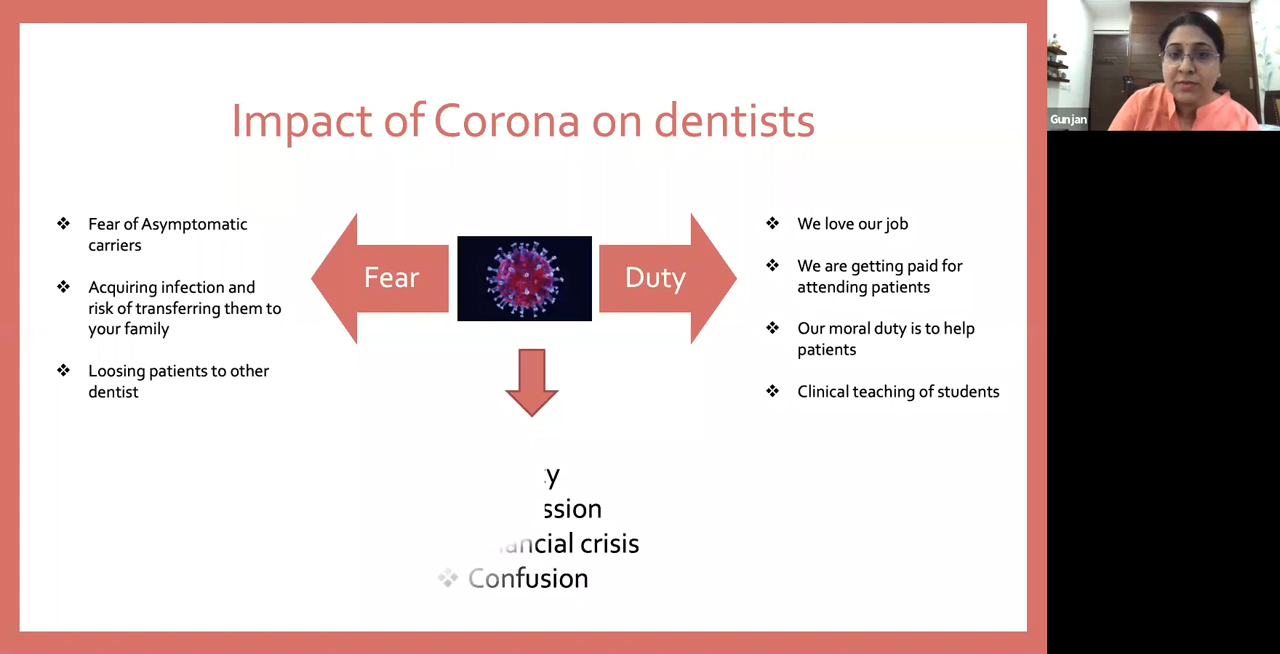 Impact of Corona on dentists
❖ Fear of Asymptomatic
carriers
❖ Acquiring infection and
risk of transferring them to
your family
❖ Loosing patients to other
dentist
Fear
Duty
❖ We love our job
❖ We are getting paid for
attending patients
❖ Our moral duty is to help
patients
❖ Clinical teaching of students
crisis
❖ Confusion
Gunjan